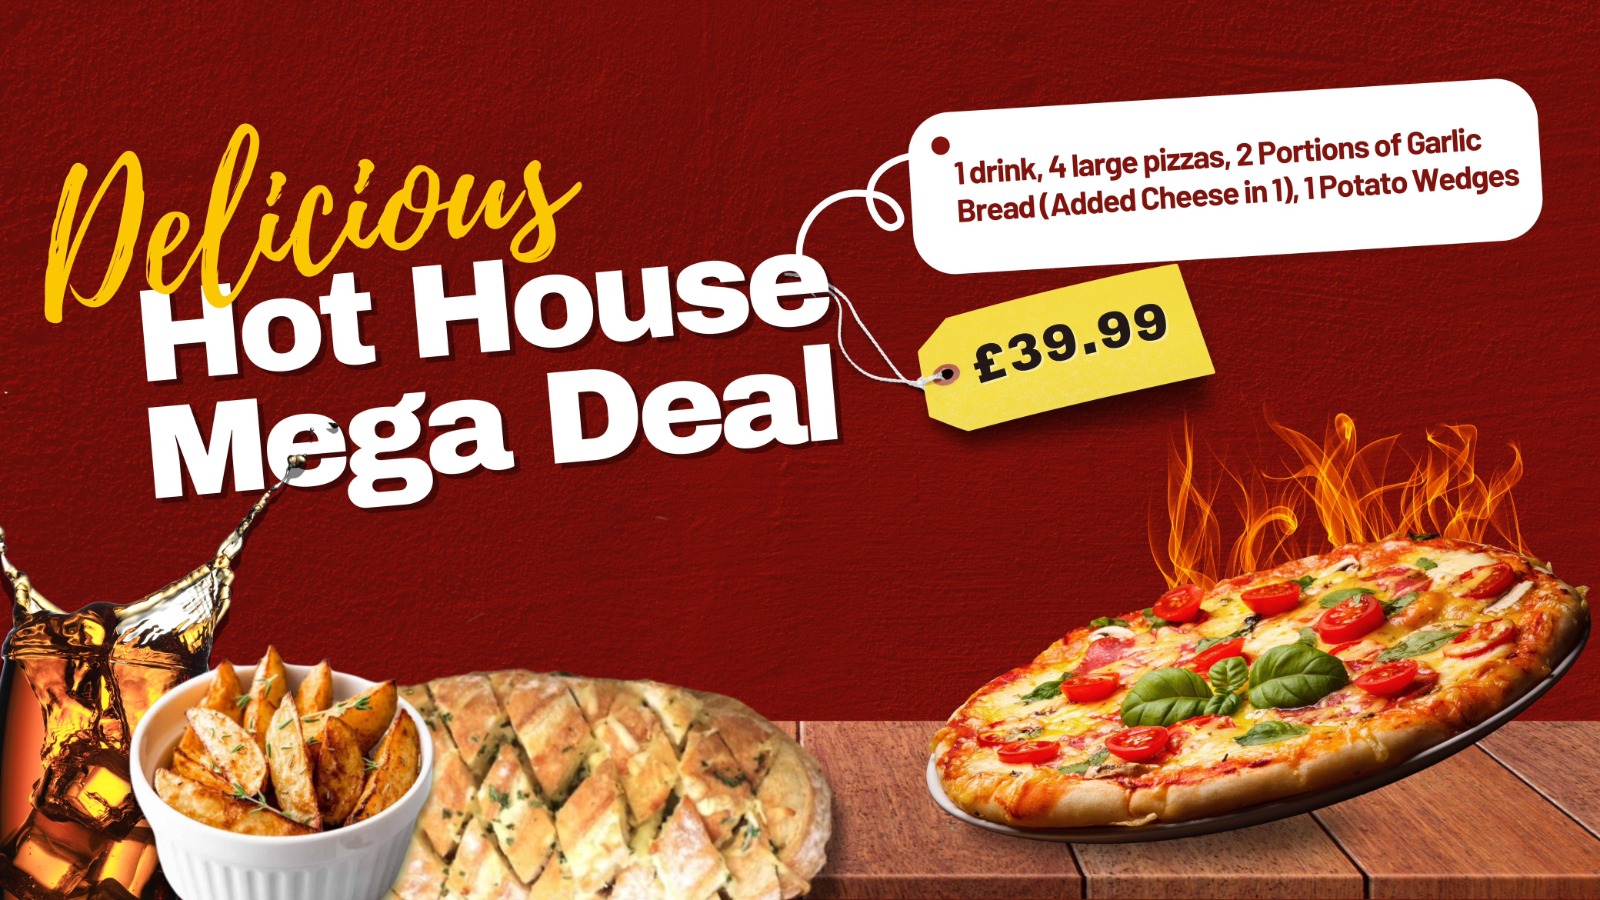 Delicious
Hot House
Mega Deal
1 drink, 4 large pizzas, 2 Portions of Garlic
Bread (Added Cheese in 1), 1 Potato Wedges
£39.99